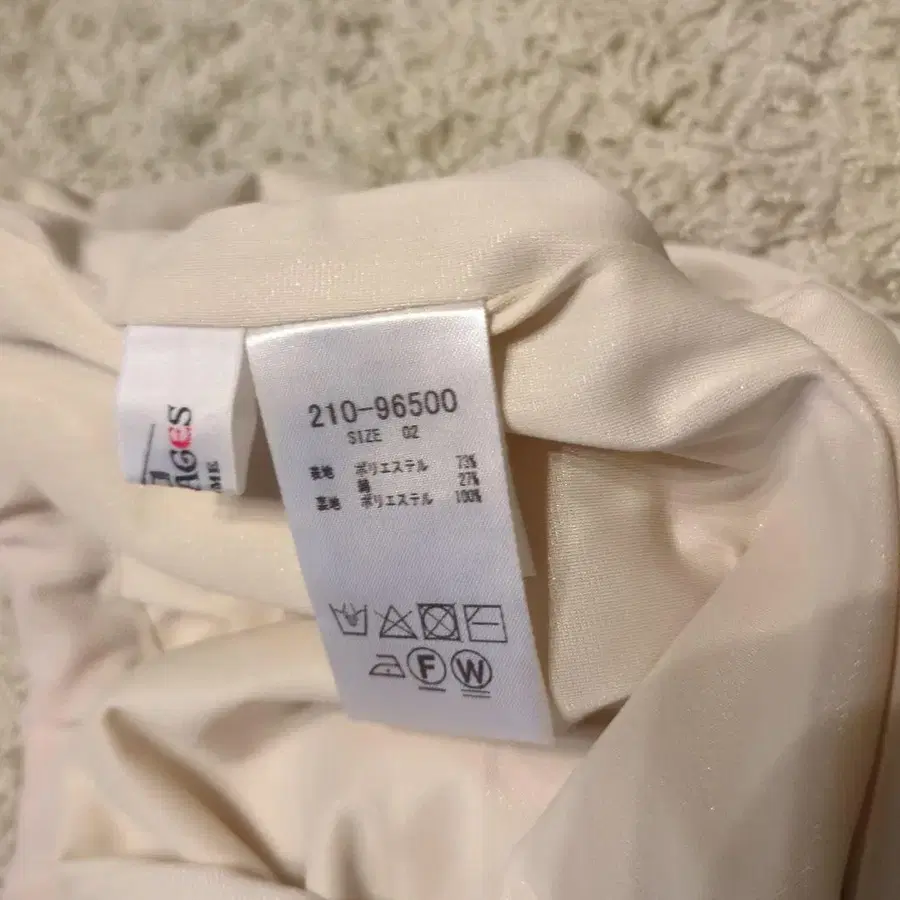 AGES
ME
210-96500
SIZE 02
表地 ポリエステル 73%
綿 27%
裏地 ポリエステル 100%
F W